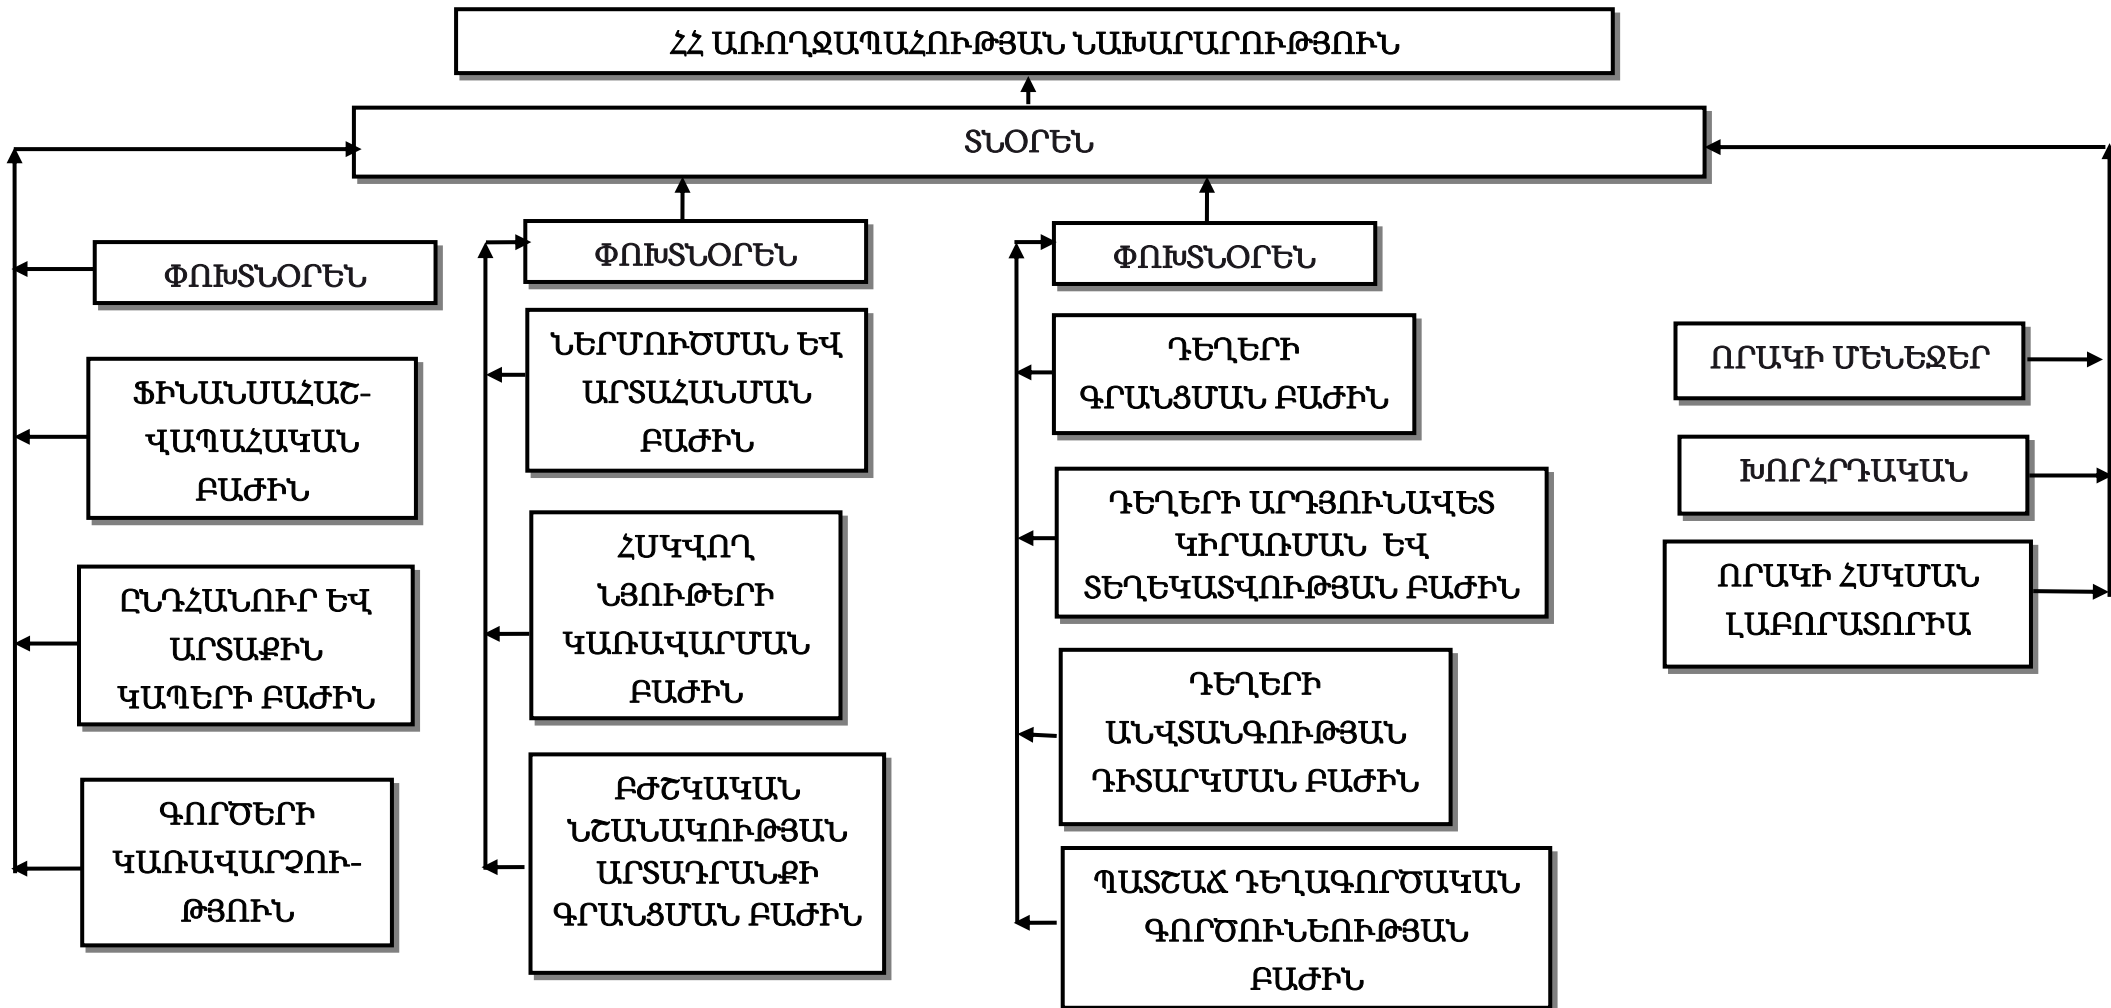 ՀՀ ԱՌՈՂՋԱՊԱՀՈՒԹՅԱՆ ՆԱԽԱՐԱՐՈՒԹՅՈՒՆ
ՏՆՕՐԵՆ
ՓՈԽՏՆՕՐԵՆ
ՖԻՆԱՆՍԱՀԱՇ-
ՎԱՊԱՀԱԿԱՆ
ԲԱԺԻՆ
ԸՆԴՀԱՆՈՒՐ ԵՎ
ԱՐՏԱՔԻՆ
ԿԱՊԵՐԻ ԲԱԺԻՆ
ԳՈՐԾԵՐԻ
ԿԱՌԱՎԱՐՉՈՒ-
ԹՅՈՒՆ
ՓՈԽՏՆՕՐԵՆ
ՆԵՐՄՈՒԾՄԱՆ ԵՎ
ԱՐՏԱՀԱՆՄԱՆ
ԲԱԺԻՆ
ՀՍԿՎՈՂ
ՆՅՈՒԹԵՐԻ
ԿԱՌԱՎԱՐՄԱՆ
ԲԱԺԻՆ
ԲԺՇԿԱԿԱՆ
ՆՇԱՆԱԿՈՒԹՅԱՆ
ԱՐՏԱԴՐԱՆՔԻ
ԳՐԱՆՑՄԱՆ ԲԱԺԻՆ
ՓՈԽՏՆՕՐԵՆ
ԴԵՂԵՐԻ
ԳՐԱՆՑՄԱՆ ԲԱԺԻՆ
ԴԵՂԵՐԻ ԱՐԴՅՈՒՆԱՎԵՏ
ԿԻՐԱՌՄԱՆ ԵՎ
ՏԵՂԵԿԱՏՎՈՒԹՅԱՆ ԲԱԺԻՆ
ԴԵՂԵՐԻ
ԱՆՎՏԱՆԳՈՒԹՅԱՆ
ԴԻՏԱՐԿՄԱՆ ԲԱԺԻՆ
ՊԱՏՇԱՃ ԴԵՂԱԳՈՐԾԱԿԱՆ
ԳՈՐԾՈՒՆԵՈՒԹՅԱՆ
ԲԱԺԻՆ
ՈՐԱԿԻ ՄԵՆԵՋԵՐ
ԽՈՐՀՐԴԱԿԱՆ
ՈՐԱԿԻ ՀՍԿՄԱՆ
ԼԱԲՈՐԱՏՈՐԻԱ